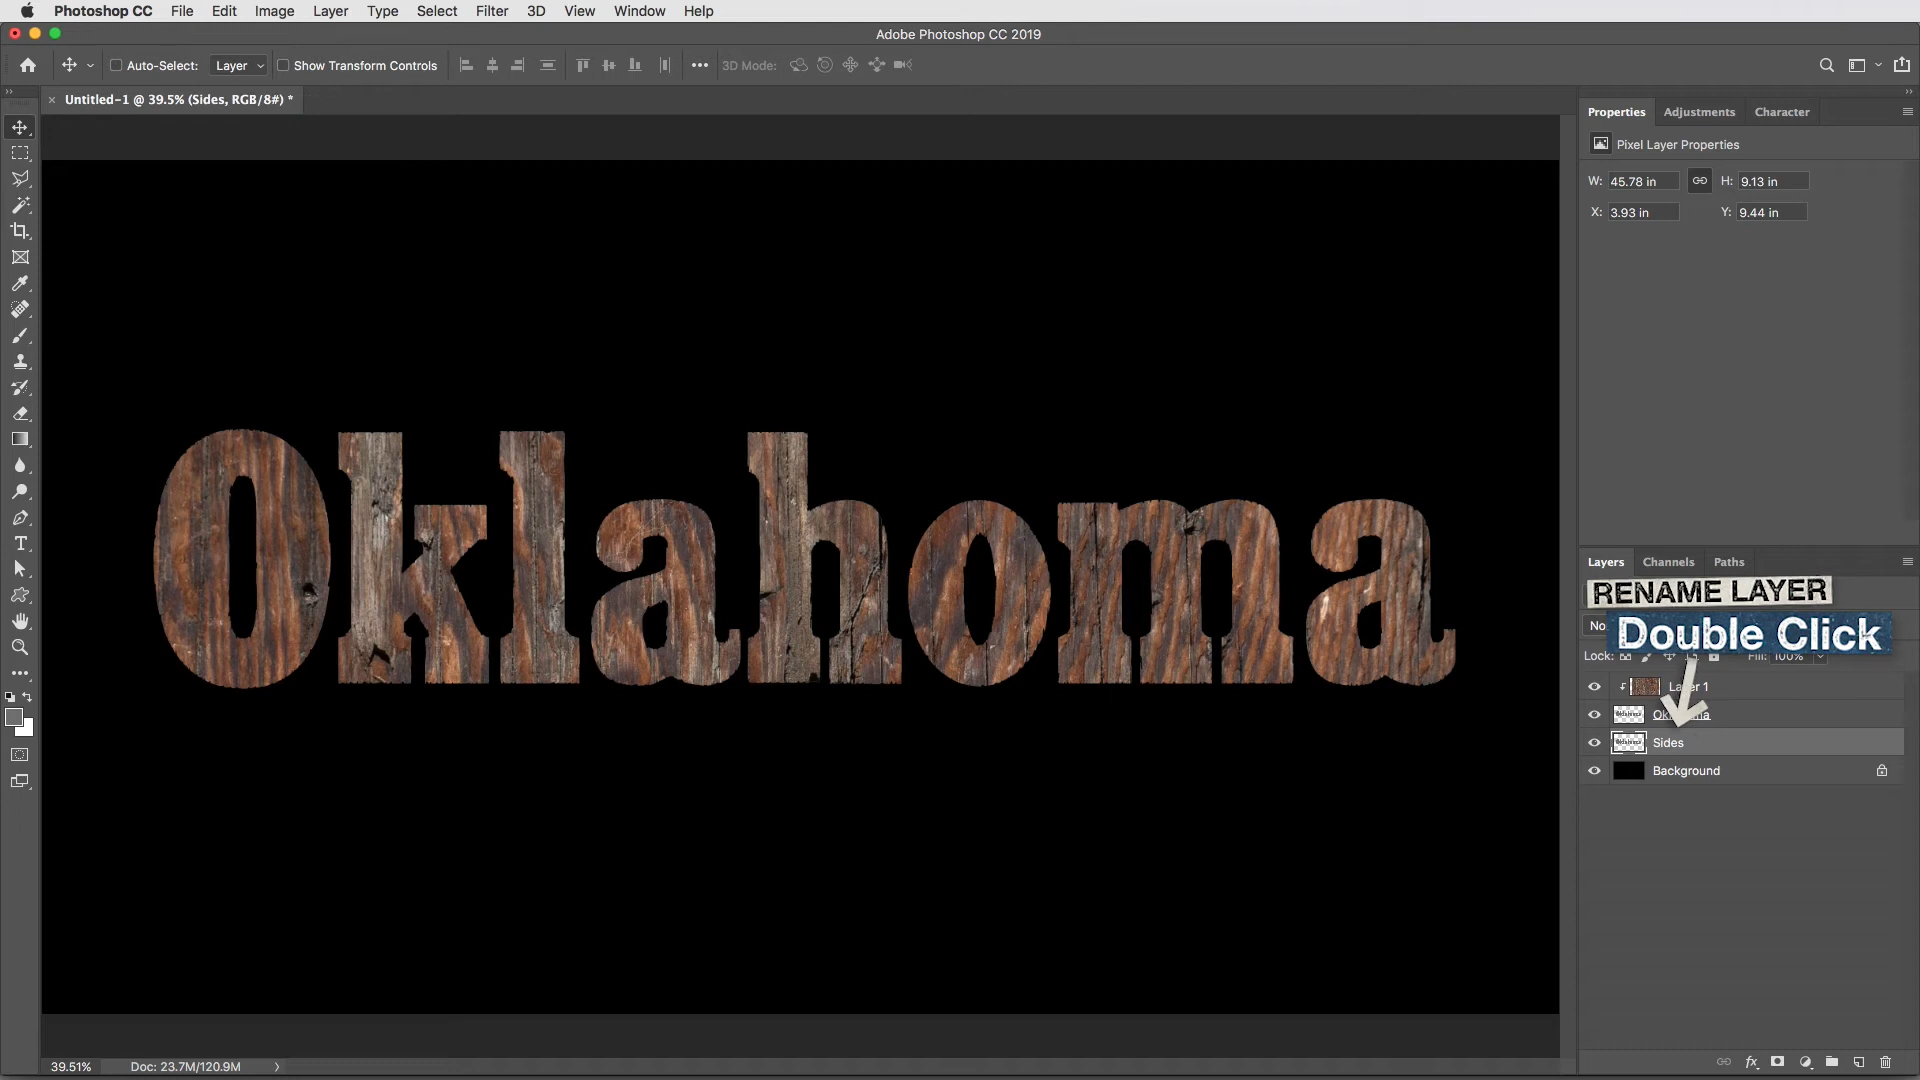 Photoshop CC File Edit Image Layer Type Select Filter 3D View Window Help
Adobe Photoshop CC 2019
Auto-Select: Layer Show Transform Controls 3D Mode:
Untitled-1 @ 39.5% (Sides, RGB/8#) *
Properties Adjustments Character
Pixel Layer Properties
W: 45.78 in H: 9.13 in
X: 3.93 in Y: 9.44 in
Oklahoma
Layers Channels Paths
RENAME LAYER
No
Double Click
Lock: Fill: 100%
Layer 1
Oklahoma
Sides
Background
39.51% Doc: 23.7M/120.9M